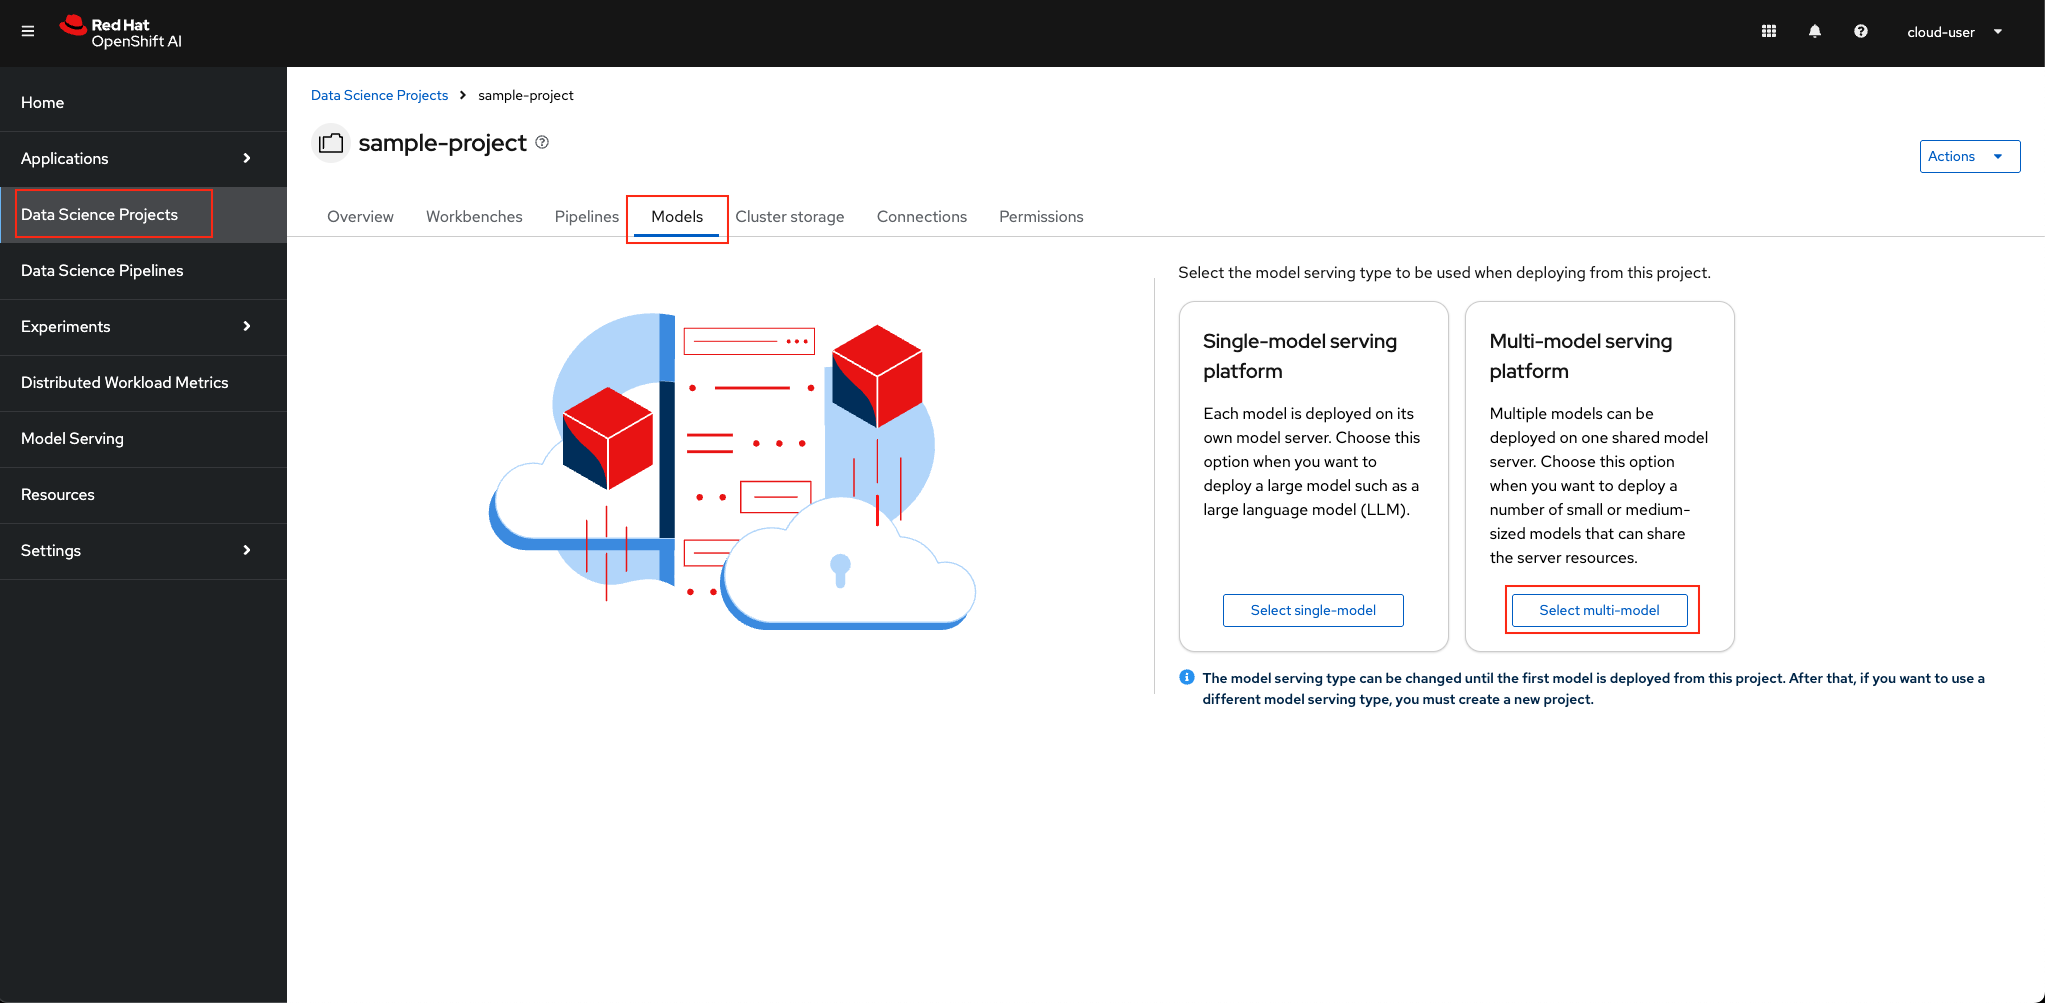 Red Hat
OpenShift AI
cloud-user
Home
Applications
Data Science Projects
Data Science Pipelines
Experiments
Distributed Workload Metrics
Model Serving
Resources
Settings
Data Science Projects > sample-project
sample-project
Actions
Overview Workbenches Pipelines Models Cluster storage Connections Permissions
Select the model serving type to be used when deploying from this project.
Single-model serving
platform
Each model is deployed on its
own model server. Choose this
option when you want to
deploy a large model such as a
large language model (LLM).
Select single-model
Multi-model serving
platform
Multiple models can be
deployed on one shared model
server. Choose this option
when you want to deploy a
number of small or medium-
sized models that can share
the server resources.
Select multi-model
The model serving type can be changed until the first model is deployed from this project. After that, if you want to use a
different model serving type, you must create a new project.